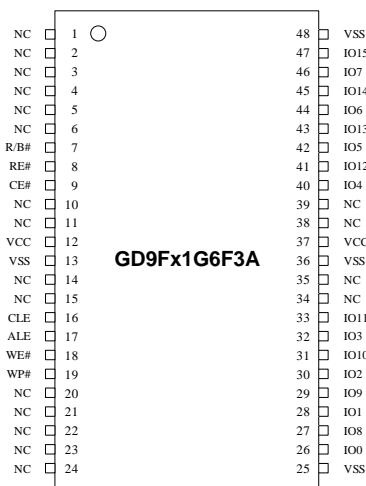 NC 1 48 VSS
NC 2 47 IO15
NC 3 46 IO7
NC 4 45 IO14
NC 5 44 IO6
NC 6 43 IO13
R/B# 7 42 IO5
RE# 8 41 IO12
CE# 9 40 IO4
NC 10 39 NC
NC 11 38 NC
VCC 12 37 VCC
VSS 13 GD9Fx1G6F3A 36 VSS
NC 14 35 NC
NC 15 34 NC
CLE 16 33 IO11
ALE 17 32 IO3
WE# 18 31 IO10
WP# 19 30 IO2
NC 20 29 IO9
NC 21 28 IO1
NC 22 27 IO8
NC 23 26 IO0
NC 24 25 VSS